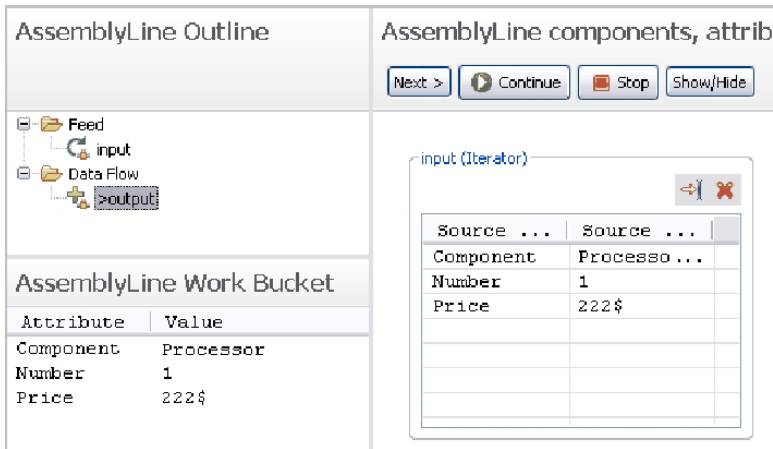 AssemblyLine Outline
Feed
input
Data Flow
>output
AssemblyLine Work Bucket
Attribute Value
Component Processor
Number 1
Price 222$
AssemblyLine components, attrib
Next > Continue Stop Show/Hide
input (Iterator)
Source ... Source ...
Component Processo...
Number 1
Price 222$